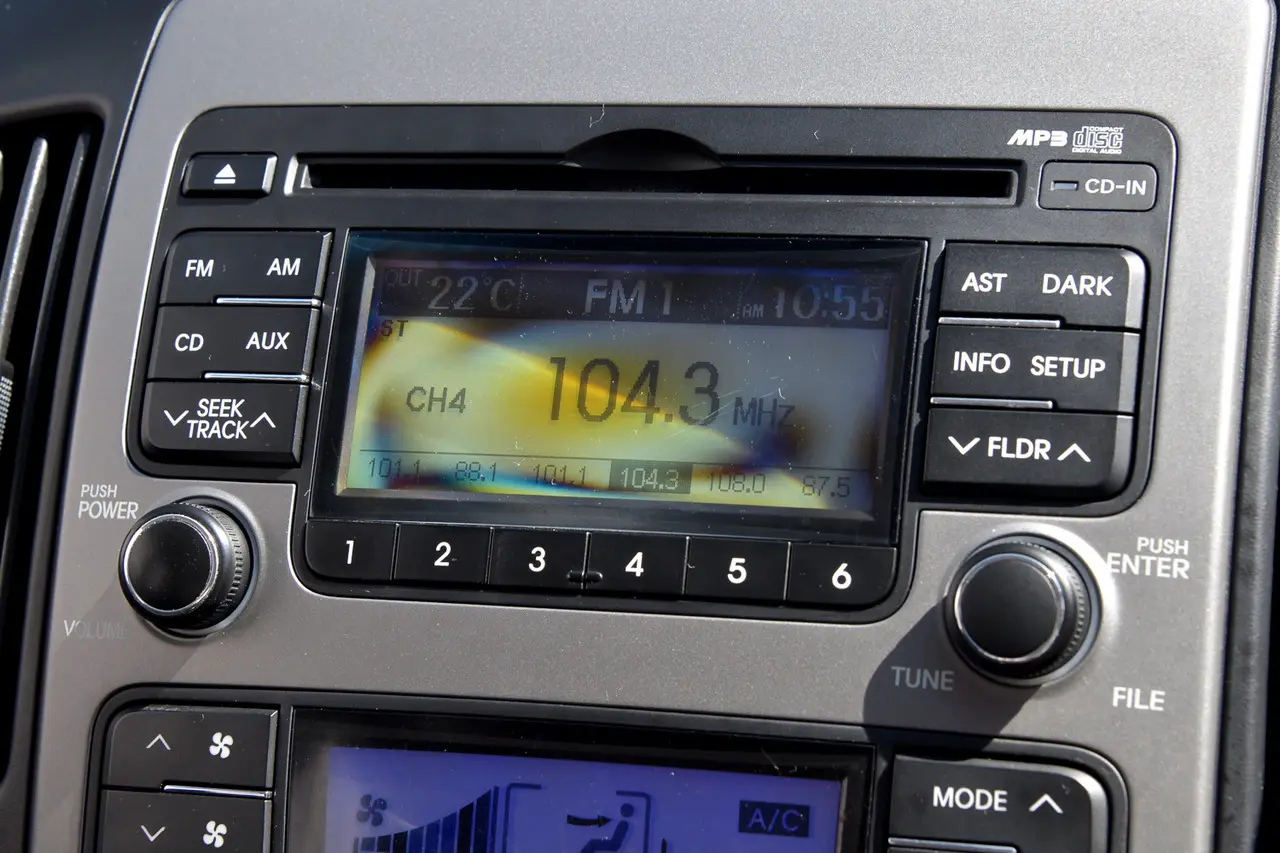 MP3 COMPACT disc DIGITAL AUDIO
CD-IN
FM AM
CD AUX
SEEK
TRACK
OUT 22°C FM 1 AM 10:55
ST
CH4 104.3 MHZ
101.1 88.1 101.1 104.3 108.0 87.5
AST DARK
INFO SETUP
FLDR
1 2 3 4 5 6
PUSH
POWER
VOLUME
PUSH
ENTER
TUNE
FILE
A/C
MODE